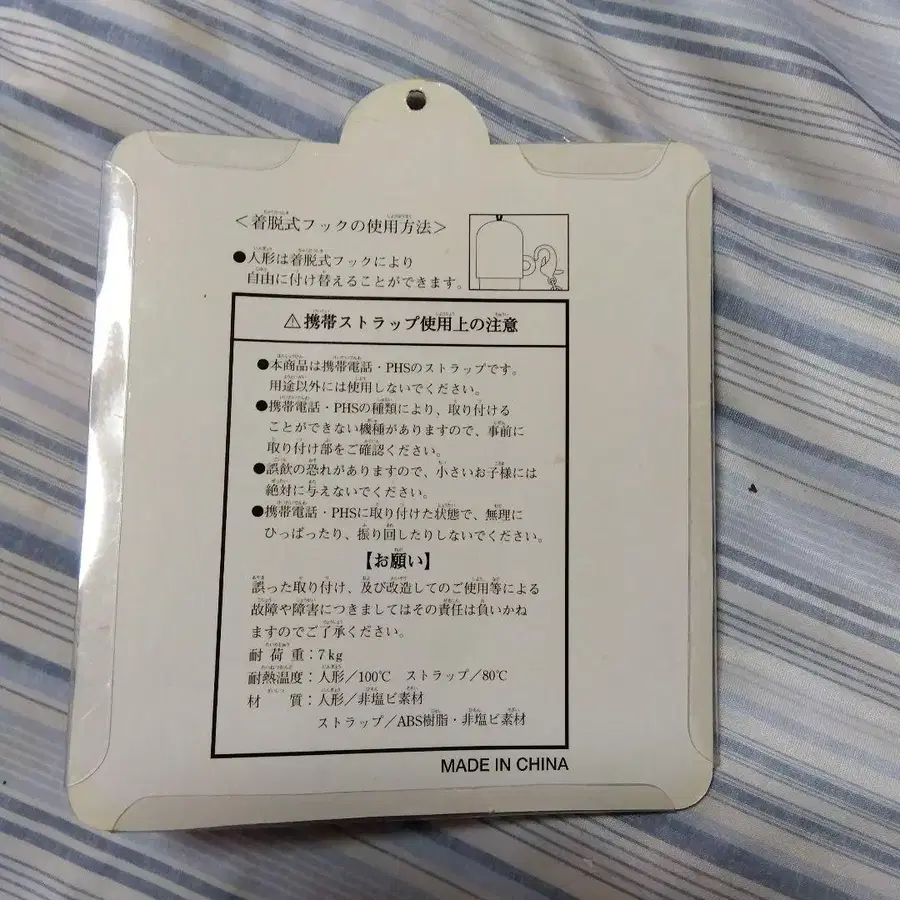 ＜着脱式フックの使用方法＞
●人形は着脱式フックにより
自由に付け替えることができます。
⚠携帯ストラップ使用上の注意
●本商品は携帯電話・PHSのストラップです。
用途以外には使用しないでください。
●携帯電話・PHSの種類により、取り付ける
ことができない機種がありますので、事前に
取り付け部をご確認ください。
●誤飲の恐れがありますので、小さいお子様には
絶対に与えないでください。
●携帯電話・PHSに取り付けた状態で、無理に
ひっぱったり、振り回したりしないでください。
【お願い】
誤った取り付け、及び改造してのご使用等による
故障や障害につきましてはその責任は負いかね
ますのでご了承ください。
耐荷重：7kg
耐熱温度：人形／100℃　ストラップ／80℃
材　質：人形／非塩ビ素材
ストラップ／ABS樹脂・非塩ビ素材
MADE IN CHINA